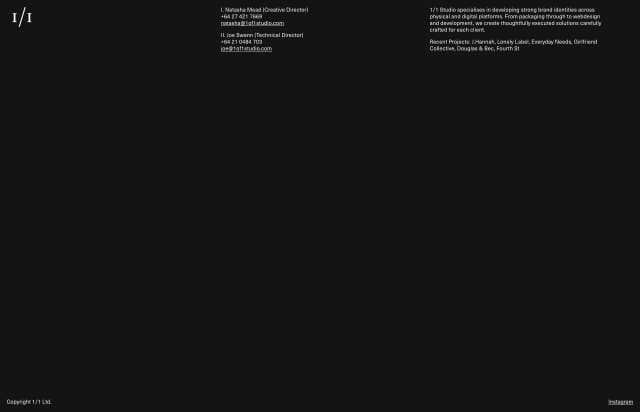 I/I
I. Natasha Mead (Creative Director)
+64 27 421 7669
natasha@1of1studio.com
II. Joe Swann (Technical Director)
+64 21 0484 703
joe@1of1studio.com
1/1 Studio specialises in developing strong brand identities across
physical and digital platforms. From packaging through to webdesign
and development, we create thoughtfully executed solutions carefully
crafted for each client.
Recent Projects: J.Hannah, Lonely Label, Everyday Needs, Girlfriend
Collective, Douglas & Bec, Fourth St
Copyright 1/1 Ltd.
Instagram